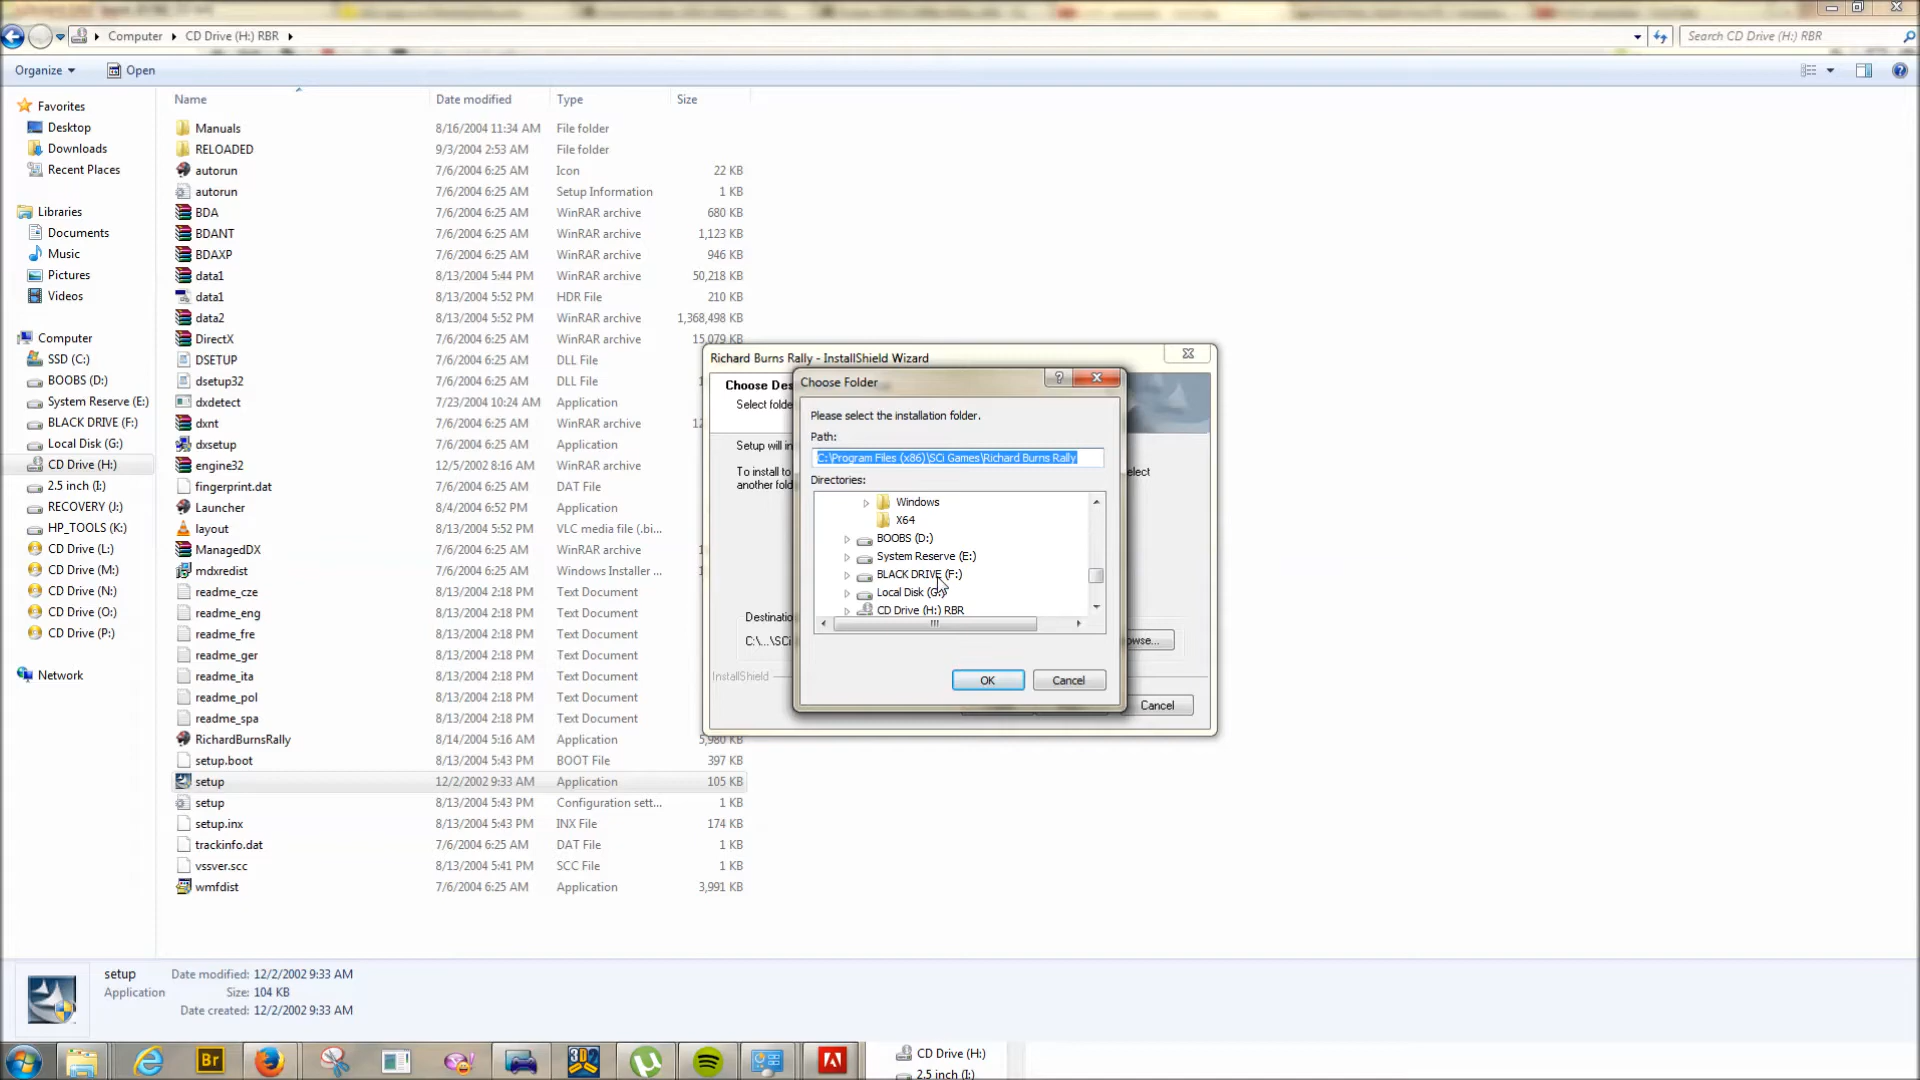 Computer ▸ CD Drive (H:) RBR ▸
Search CD Drive (H:) RBR
Organize
Open
Name Date modified Type Size
Favorites
Desktop
Downloads
Recent Places
Libraries
Documents
Music
Pictures
Videos
Computer
SSD (C:)
BOOBS (D:)
System Reserve (E:)
BLACK DRIVE (F:)
Local Disk (G:)
CD Drive (H:)
2.5 inch (I:)
RECOVERY (J:)
HP_TOOLS (K:)
CD Drive (L:)
CD Drive (M:)
CD Drive (N:)
CD Drive (O:)
CD Drive (P:)
Network
Manuals 8/16/2004 11:34 AM File folder
RELOADED 9/3/2004 2:53 AM File folder
autorun 7/6/2004 6:25 AM Icon 22 KB
autorun 7/6/2004 6:25 AM Setup Information 1 KB
BDA 7/6/2004 6:25 AM WinRAR archive 680 KB
BDANT 7/6/2004 6:25 AM WinRAR archive 1,123 KB
BDAXP 7/6/2004 6:25 AM WinRAR archive 946 KB
data1 8/13/2004 5:44 PM WinRAR archive 50,218 KB
data1 8/13/2004 5:52 PM HDR File 210 KB
data2 8/13/2004 5:52 PM WinRAR archive 1,368,498 KB
DirectX 7/6/2004 6:25 AM WinRAR archive 15,079 KB
DSETUP 7/6/2004 6:25 AM DLL File
dsetup32 7/6/2004 6:25 AM DLL File
dxdetect 7/23/2004 10:24 AM Application
dxnt 7/6/2004 6:25 AM WinRAR archive
dxsetup 7/6/2004 6:25 AM Application
engine32 12/5/2002 8:16 AM WinRAR archive
fingerprint.dat 7/6/2004 6:25 AM DAT File
Launcher 8/4/2004 6:52 PM Application
layout 8/13/2004 5:52 PM VLC media file (.bi...
ManagedDX 7/6/2004 6:25 AM WinRAR archive
mdxredist 7/6/2004 6:25 AM Windows Installer ...
readme_cze 8/13/2004 2:18 PM Text Document
readme_eng 8/13/2004 2:18 PM Text Document
readme_fre 8/13/2004 2:18 PM Text Document
readme_ger 8/13/2004 2:18 PM Text Document
readme_ita 8/13/2004 2:18 PM Text Document
readme_pol 8/13/2004 2:18 PM Text Document
readme_spa 8/13/2004 2:18 PM Text Document
RichardBurnsRally 8/14/2004 5:16 AM Application 5,980 KB
setup.boot 8/13/2004 5:43 PM BOOT File 397 KB
setup 12/2/2002 9:33 AM Application 105 KB
setup 8/13/2004 5:43 PM Configuration sett... 1 KB
setup.inx 8/13/2004 5:43 PM INX File 174 KB
trackinfo.dat 7/6/2004 6:25 AM DAT File 1 KB
vssver.scc 8/13/2004 5:41 PM SCC File 1 KB
wmfdist 7/6/2004 6:25 AM Application 3,991 KB
Richard Burns Rally - InstallShield Wizard
Choose Des
Select folde
Setup will in
To install to
another fold
elect
Destinatio
C:\...\SCi
owse...
InstallShield
Cancel
Choose Folder
Please select the installation folder.
Path:
C:\Program Files (x86)\SCi Games\Richard Burns Rally
Directories:
Windows
X64
BOOBS (D:)
System Reserve (E:)
BLACK DRIVE (F:)
Local Disk (G:)
CD Drive (H:) RBR
OK Cancel
setup Date modified: 12/2/2002 9:33 AM
Application Size: 104 KB
Date created: 12/2/2002 9:33 AM
Br
3D2
CD Drive (H:)
2.5 inch (I:)